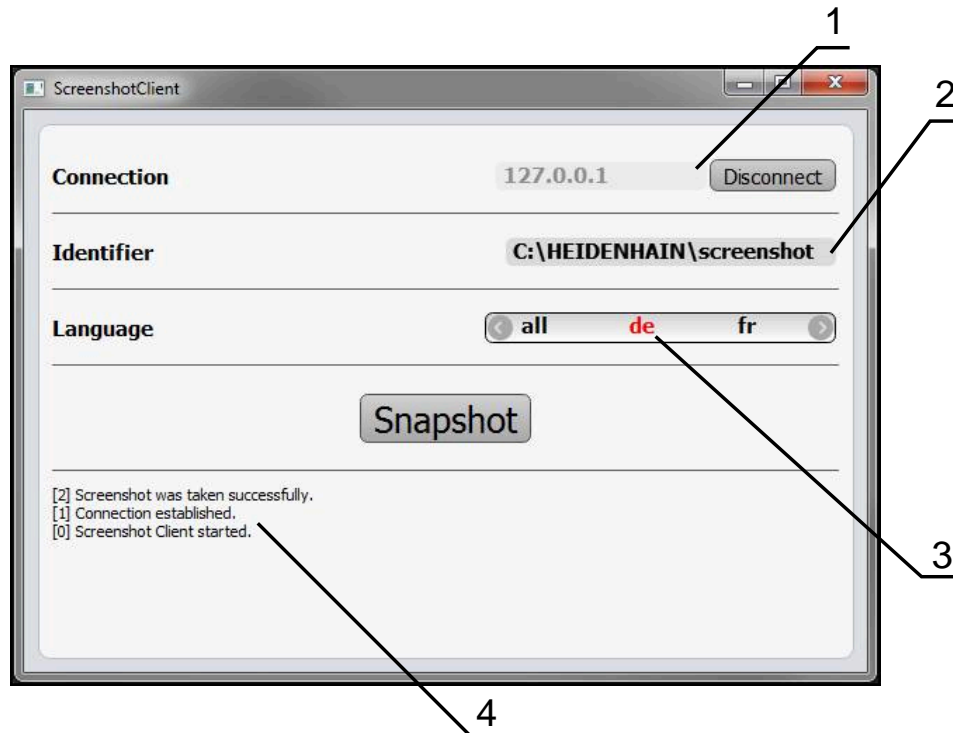 1
ScreenshotClient
2
Connection 127.0.0.1 Disconnect
Identifier C:\HEIDENHAIN\screenshot
Language all de fr
Snapshot
[2] Screenshot was taken successfully.
[1] Connection established.
[0] Screenshot Client started.
3
4